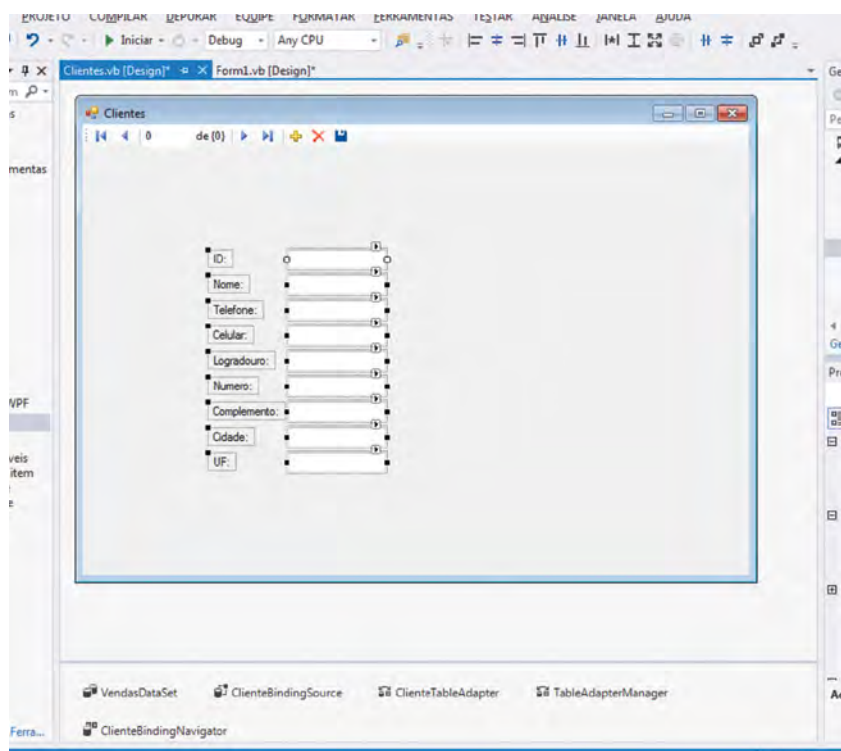 PROJETO COMPILAR DEPURAR EQUIPE FORMATAR FERRAMENTAS TESTAR ANALISE JANELA AJUDA
Iniciar Debug Any CPU
Clientes.vb [Design]* Form1.vb [Design]*
Clientes
0 de {0}
mentas
ID:
Nome:
Telefone:
Celular:
Logradouro:
Numero:
Complemento:
Cidade:
UF:
WPF
veis
item
VendasDataSet ClienteBindingSource ClienteTableAdapter TableAdapterManager
Ferra... ClienteBindingNavigator